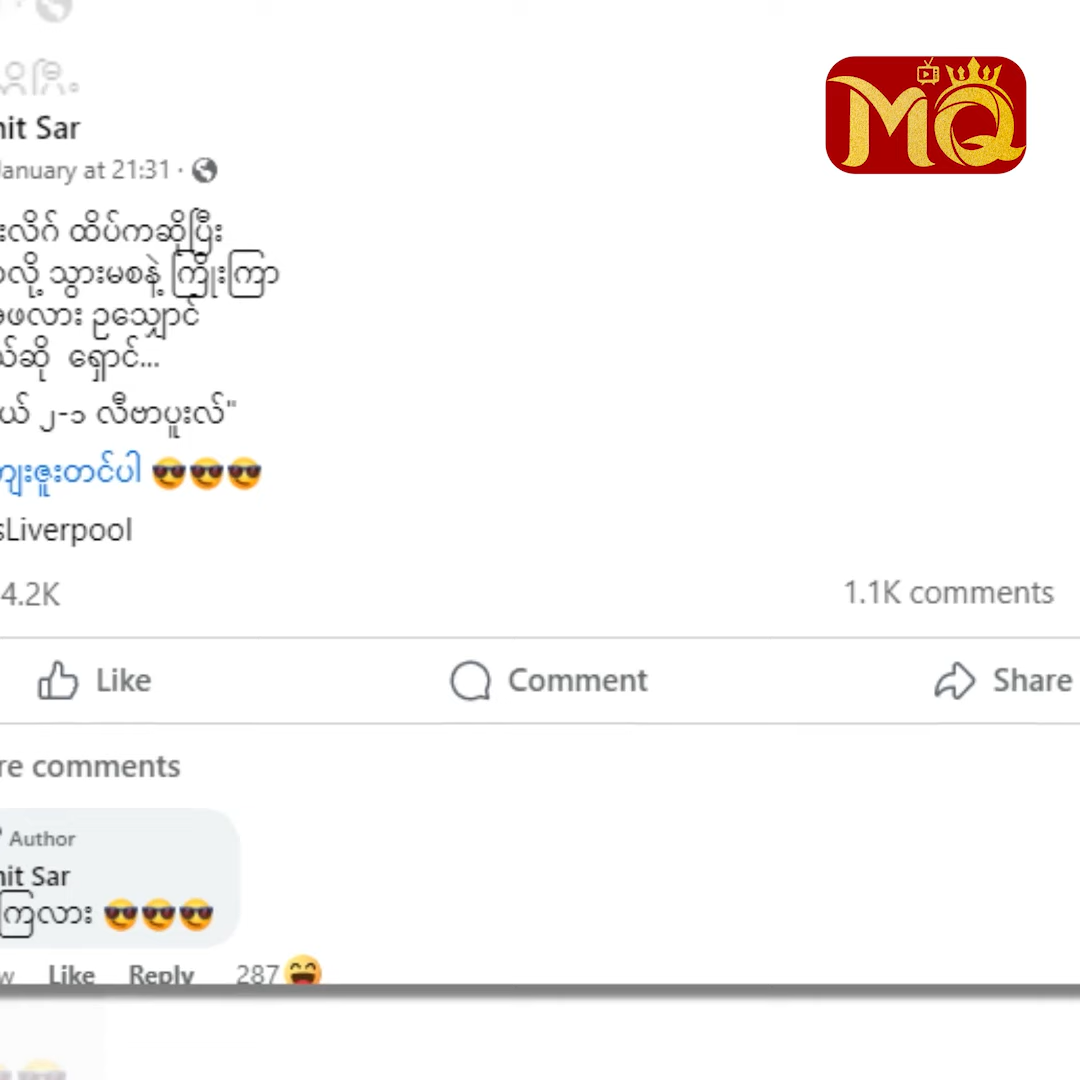 MQ
it Sar
January at 21:31
းလိဂ် ထိပ်ကဆိုပြီး
လို့ သွားမစနဲ့ ကြိုးကြာ
ဖလား ဥသျှောင်
ယ်ဆို ရှောင်...
ယ် ၂-၁ လီဗာပူးလ်"
ကျးဇူးတင်ပါ 😎😎😎
sLiverpool
4.2K 1.1K comments
Like Comment Share
re comments
Author
it Sar
ကြလား 😎😎😎
w Like Reply 287